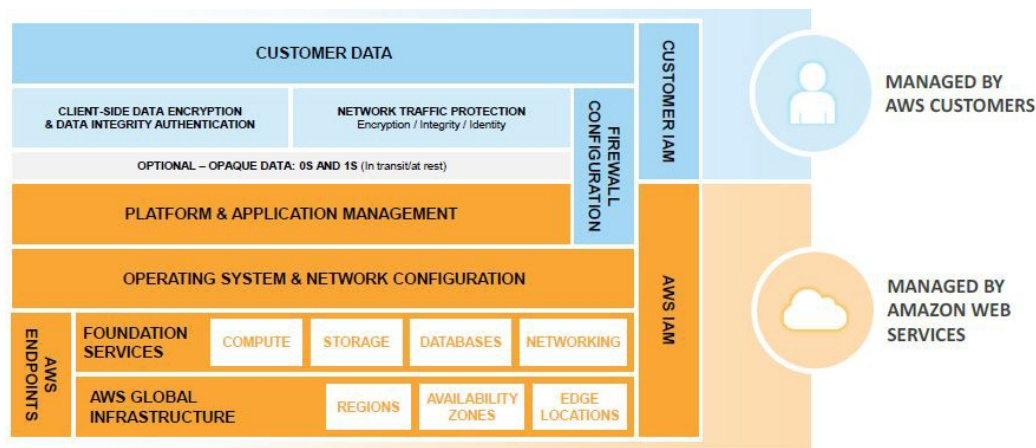 CUSTOMER DATA
CUSTOMER IAM
MANAGED BY
AWS CUSTOMERS
CLIENT-SIDE DATA ENCRYPTION
& DATA INTEGRITY AUTHENTICATION
NETWORK TRAFFIC PROTECTION
Encryption / Integrity / Identity
FIREWALL
CONFIGURATION
OPTIONAL – OPAQUE DATA: 0S AND 1S (In transit/at rest)
PLATFORM & APPLICATION MANAGEMENT
OPERATING SYSTEM & NETWORK CONFIGURATION
AWS IAM
MANAGED BY
AMAZON WEB
SERVICES
AWS
ENDPOINTS
FOUNDATION
SERVICES
COMPUTE
STORAGE
DATABASES
NETWORKING
AWS GLOBAL
INFRASTRUCTURE
REGIONS
AVAILABILITY
ZONES
EDGE
LOCATIONS